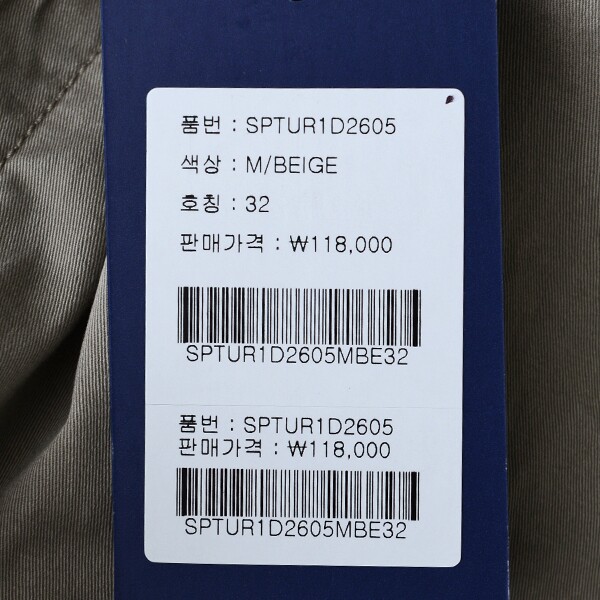 품번 : SPTUR1D2605
색상 : M/BEIGE
호칭 : 32
판매가격 : ₩118,000
SPTUR1D2605MBE32
품번 : SPTUR1D2605
판매가격 : ₩118,000
SPTUR1D2605MBE32